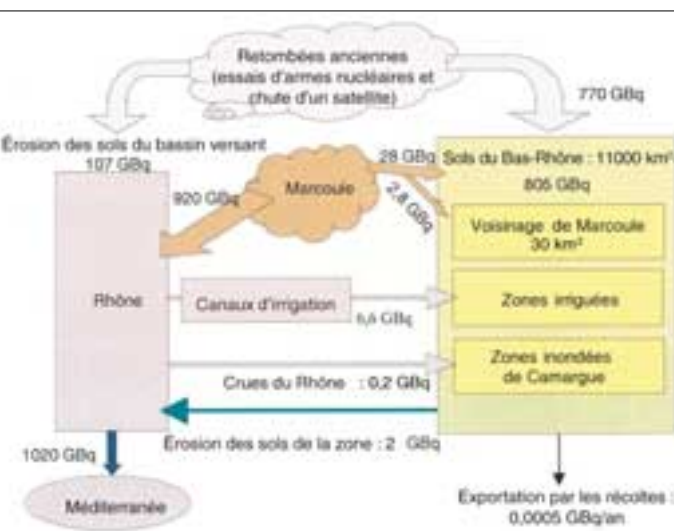 Retombées anciennes
(essais d'armes nucléaires et
chute d'un satellite)
770 GBq
Érosion des sols du bassin versant
107 GBq
920 GBq
Marcoule
28 GBq
2,8 GBq
Sols du Bas-Rhône : 11000 km²
805 GBq
Voisinage de Marcoule
30 km²
Rhône
Canaux d'irrigation
6,6 GBq
Zones irriguées
Zones inondées
de Camargue
Crues du Rhône : 0,2 GBq
Érosion des sols de la zone : 2 GBq
1020 GBq
Méditerranée
Exportation par les récoltes :
0,0005 GBq/an